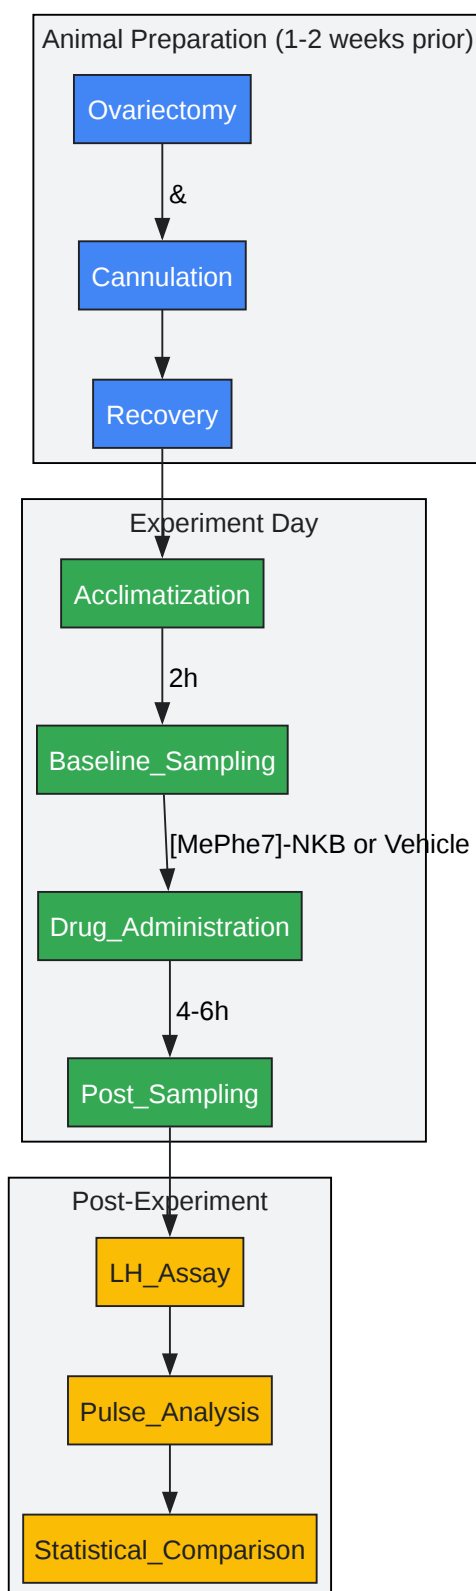 Animal Preparation (1-2 weeks prior)
Ovariectomy
&
Cannulation
Recovery
Experiment Day
Acclimatization
2h
Baseline_Sampling
[MePhe7]-NKB or Vehicle
Drug_Administration
4-6h
Post_Sampling
Post-Experiment
LH_Assay
Pulse_Analysis
Statistical_Comparison